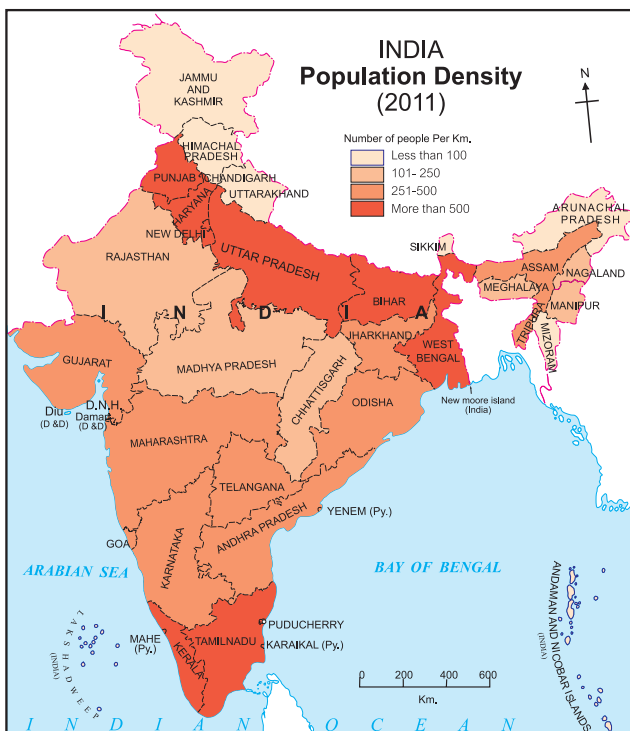 INDIA
Population Density
(2011)
N
Number of people Per Km.
Less than 100
101- 250
251-500
More than 500
JAMMU
AND
KASHMIR
HIMACHAL
PRADESH
PUNJAB
CHANDIGARH
UTTARAKHAND
HARYANA
NEW DELHI
RAJASTHAN
UTTAR PRADESH
SIKKIM
ARUNACHAL
PRADESH
ASSAM
NAGALAND
MEGHALAYA
MANIPUR
BIHAR
I N D I A
TRIPURA
MIZORAM
JHARKHAND
WEST
BENGAL
GUJARAT
MADHYA PRADESH
CHHATTISGARH
ODISHA
New moore island
(India)
D.N.H.
Diu
(D &D)
Daman
(D &D)
MAHARASHTRA
TELANGANA
ANDHRA PRADESH
YENEM (Py.)
GOA
KARNATAKA
ARABIAN SEA
BAY OF BENGAL
ANDAMAN AND NICOBAR ISLANDS
(INDIA)
LAKSHADWEEP
(INDIA)
MAHE
(Py.)
KERALA
TAMILNADU
PUDUCHERRY
KARAIKAL (Py.)
0 200 400 600
Km.
I N D I A N O C E A N